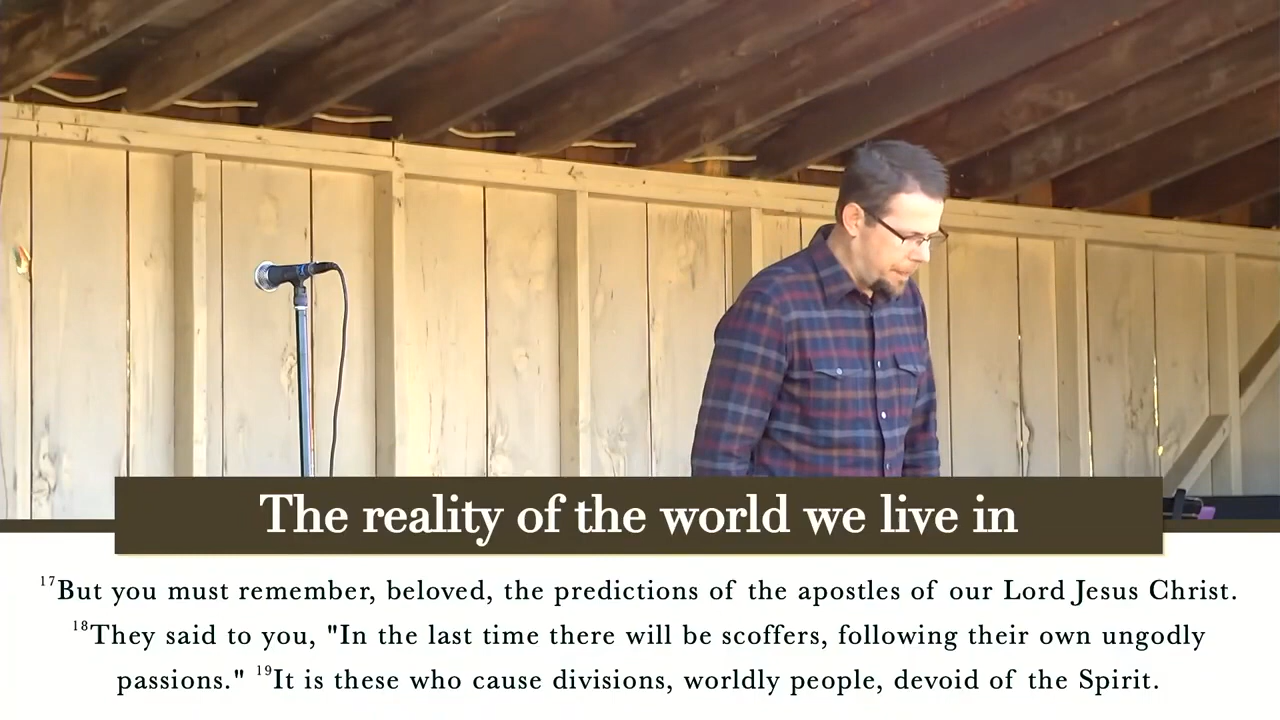 The reality of the world we live in
17But you must remember, beloved, the predictions of the apostles of our Lord Jesus Christ.
18They said to you, "In the last time there will be scoffers, following their own ungodly
passions." 19It is these who cause divisions, worldly people, devoid of the Spirit.